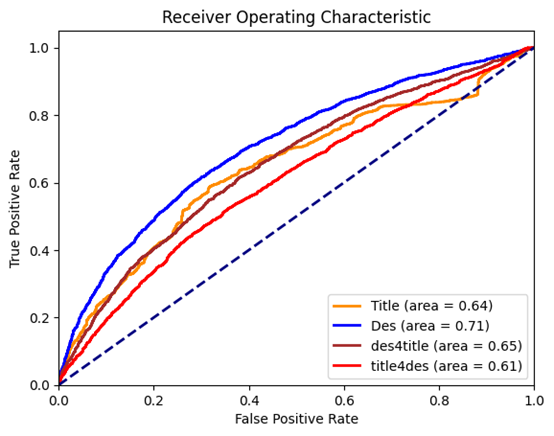 Receiver Operating Characteristic
True Positive Rate
1.0
0.8
0.6
0.4
0.2
0.0
Title (area = 0.64)
Des (area = 0.71)
des4title (area = 0.65)
title4des (area = 0.61)
0.0 0.2 0.4 0.6 0.8 1.0
False Positive Rate